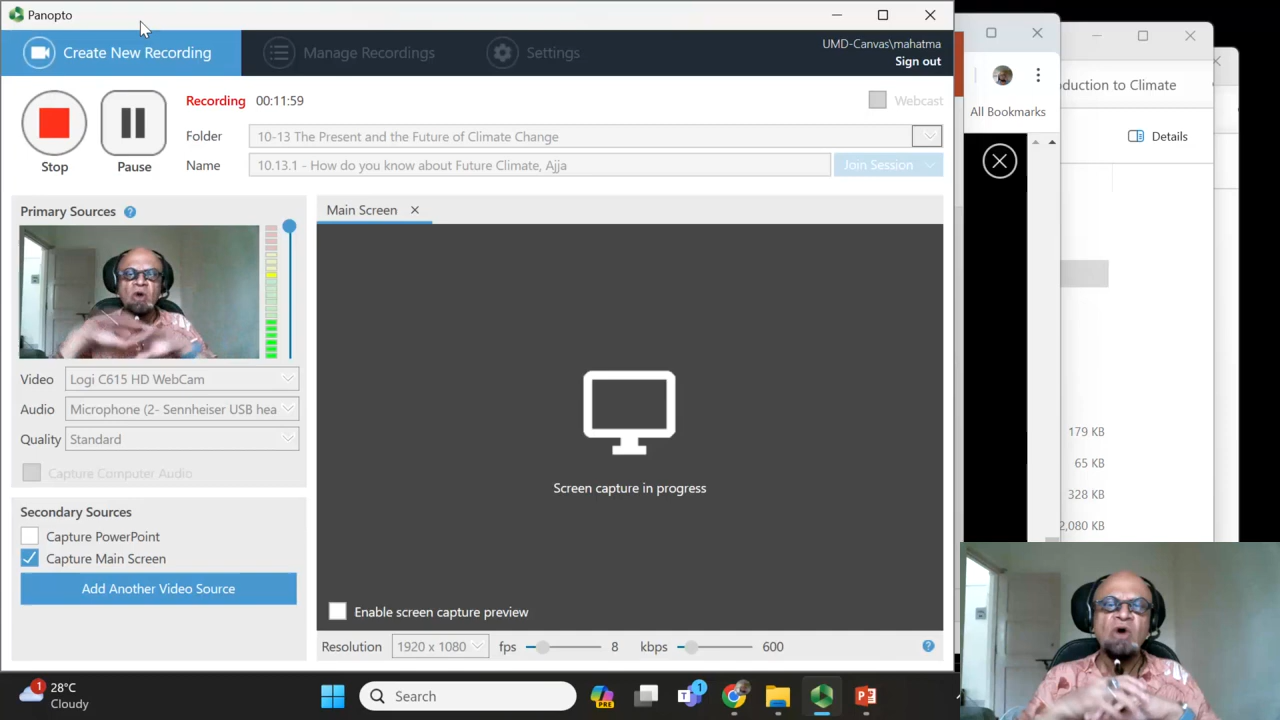 Panopto
Create New Recording
Manage Recordings
Settings
UMD-Canvas\mahatma
Sign out
Recording 00:11:59
Webcast
Folder 10-13 The Present and the Future of Climate Change
Name 10.13.1 - How do you know about Future Climate, Ajja
Join Session
Stop
Pause
Primary Sources ?
Video Logi C615 HD WebCam
Audio Microphone (2- Sennheiser USB hea
Quality Standard
Capture Computer Audio
Secondary Sources
Capture PowerPoint
Capture Main Screen
Add Another Video Source
Main Screen
Screen capture in progress
Enable screen capture preview
Resolution 1920 x 1080 fps 8 kbps 600 ?
All Bookmarks
duction to Climate
Details
179 KB
65 KB
328 KB
2,080 KB
1
28°C
Cloudy
Search
PRE
1